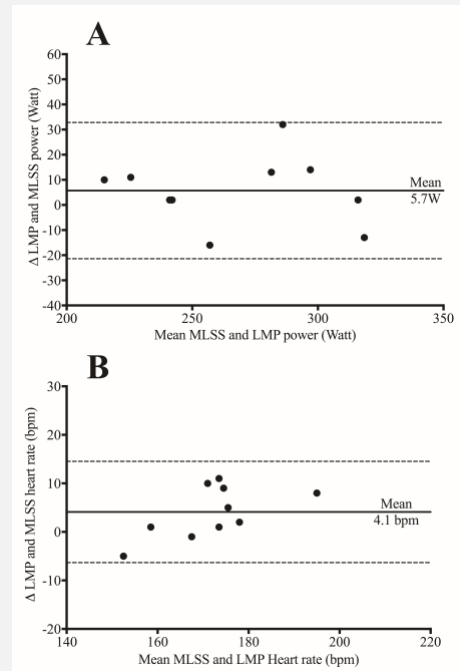 A
60
50
40
30
20
10
0
-10
-20
-30
-40
Δ LMP and MLSS power (Watt)
Mean
5.7W
200 250 300 350
Mean MLSS and LMP power (Watt)
B
30
20
10
0
-10
-20
Δ LMP and MLSS heart rate (bpm)
Mean
4.1 bpm
140 160 180 200 220
Mean MLSS and LMP Heart rate (bpm)